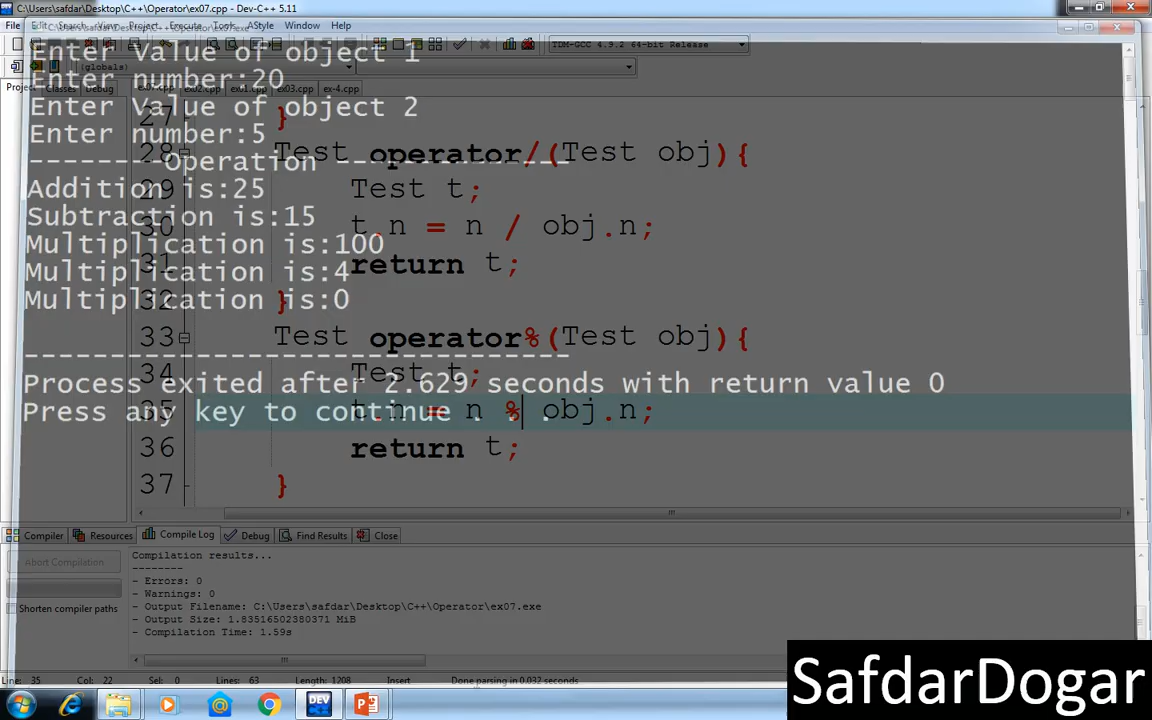 C:\Users\safdar\Desktop\C++\Operator\ex07.cpp - Dev-C++ 5.11
File Edit Search View Project Execute Tools AStyle Window Help
TDM-GCC 4.9.2 64-bit Release
(globals)
Project Classes Debug
ex07.cpp ex02.cpp ex01.cpp ex03.cpp ex-4.cpp
Enter Value of object 1
Enter number:20
Enter Value of object 2
Enter number:5
---------Operation---------------
Addition is:25
Subtraction is:15
Multiplication is:100
Multiplication is:4
Multiplication is:0
--------------------------------
Process exited after 2.629 seconds with return value 0
Press any key to continue . . .
27 }
28 Test operator/(Test obj){
29 Test t;
30 t.n = n / obj.n;
31 return t;
32 }
33 Test operator%(Test obj){
34 Test t;
35 t.n = n % obj.n;
36 return t;
37 }
Compiler Resources Compile Log Debug Find Results Close
Abort Compilation
Shorten compiler paths
Compilation results...
--------
- Errors: 0
- Warnings: 0
- Output Filename: C:\Users\safdar\Desktop\C++\Operator\ex07.exe
- Output Size: 1.83516502380371 MiB
- Compilation Time: 1.59s
Line: 35 Col: 22 Sel: 0 Lines: 63 Length: 1208 Insert Done parsing in 0.032 seconds
DEV
SafdarDogar